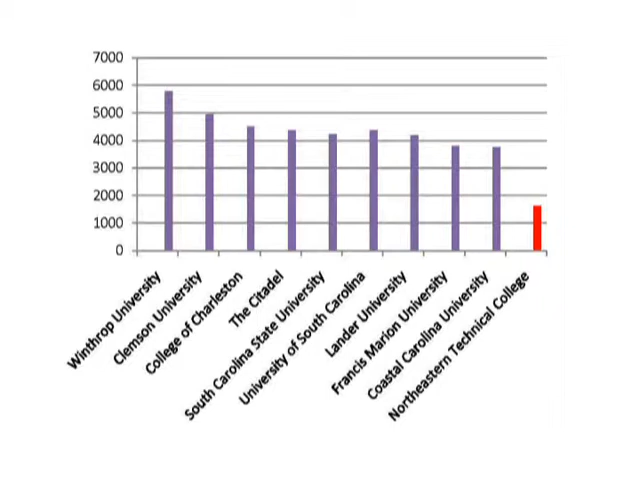 7000
6000
5000
4000
3000
2000
1000
0
Winthrop University
Clemson University
College of Charleston
The Citadel
South Carolina State University
University of South Carolina
Lander University
Francis Marion University
Coastal Carolina University
Northeastern Technical College